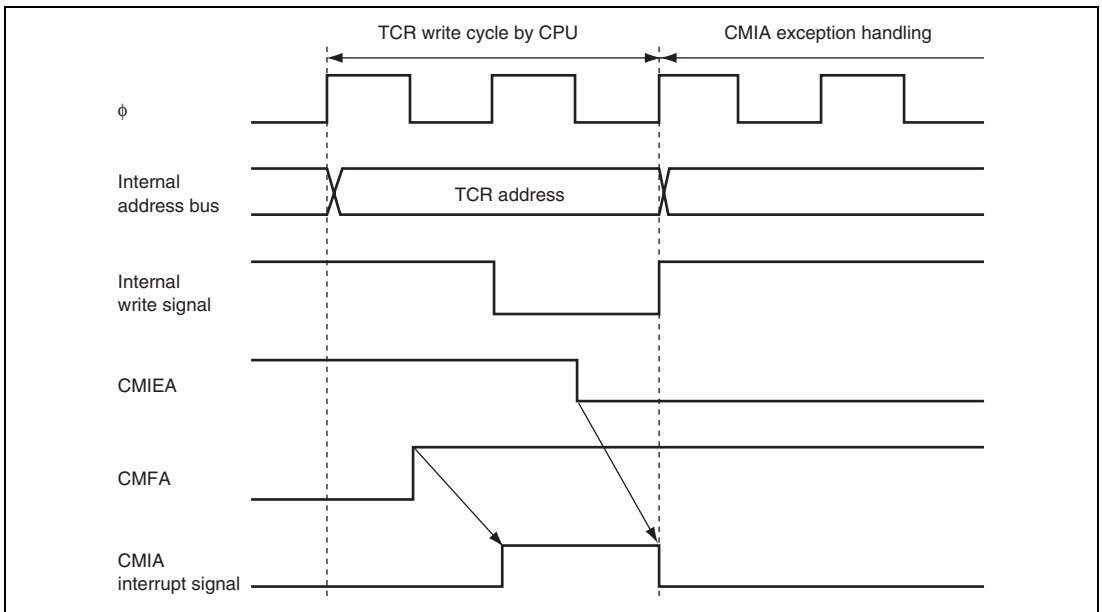 TCR write cycle by CPU
CMIA exception handling
ϕ
Internal
address bus
TCR address
Internal
write signal
CMIEA
CMFA
CMIA
interrupt signal